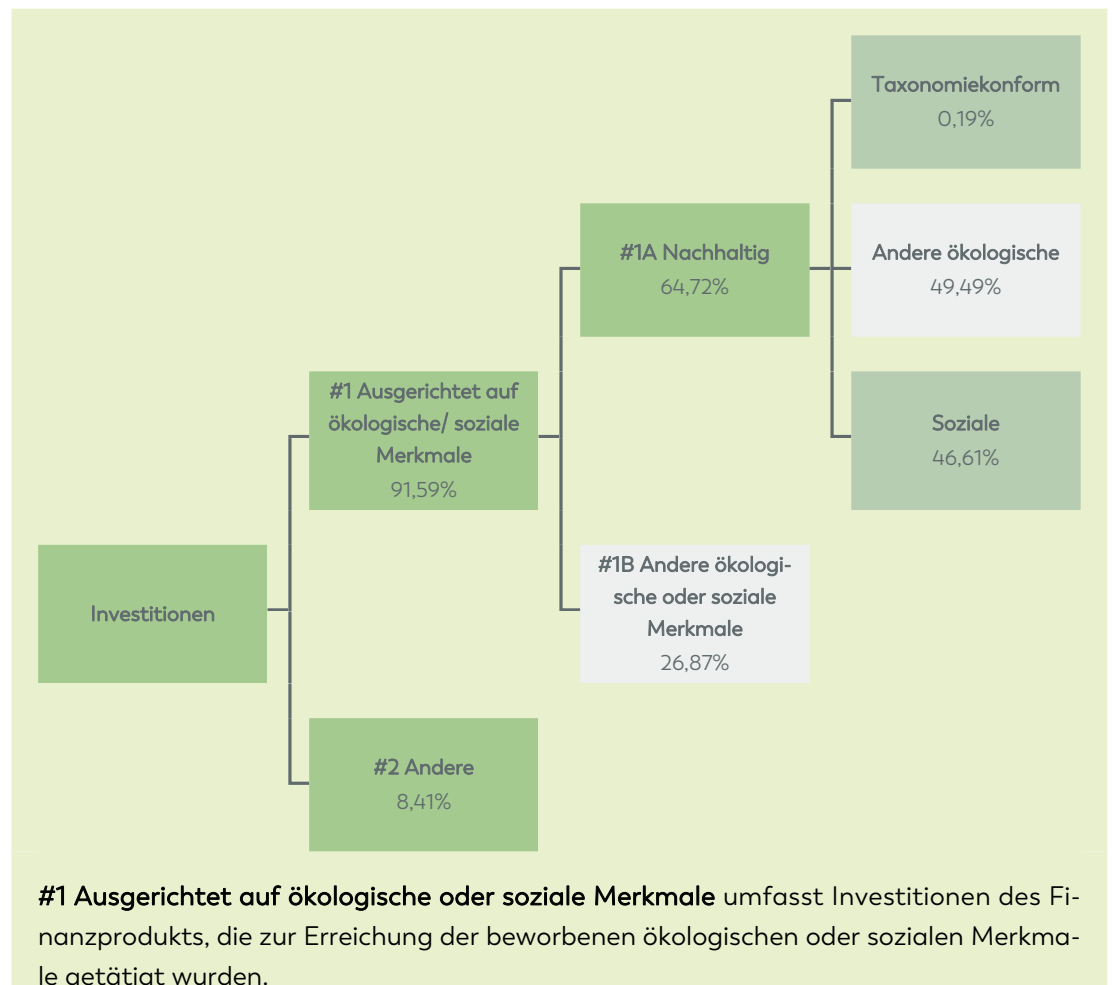 Taxonomiekonform
0,19%
#1A Nachhaltig
64,72%
Andere ökologische
49,49%
#1 Ausgerichtet auf
ökologische/ soziale
Merkmale
91,59%
Soziale
46,61%
Investitionen
#1B Andere ökologi-
sche oder soziale
Merkmale
26,87%
#2 Andere
8,41%
#1 Ausgerichtet auf ökologische oder soziale Merkmale umfasst Investitionen des Fi-
nanzprodukts, die zur Erreichung der beworbenen ökologischen oder sozialen Merkma-
le getätigt wurden.